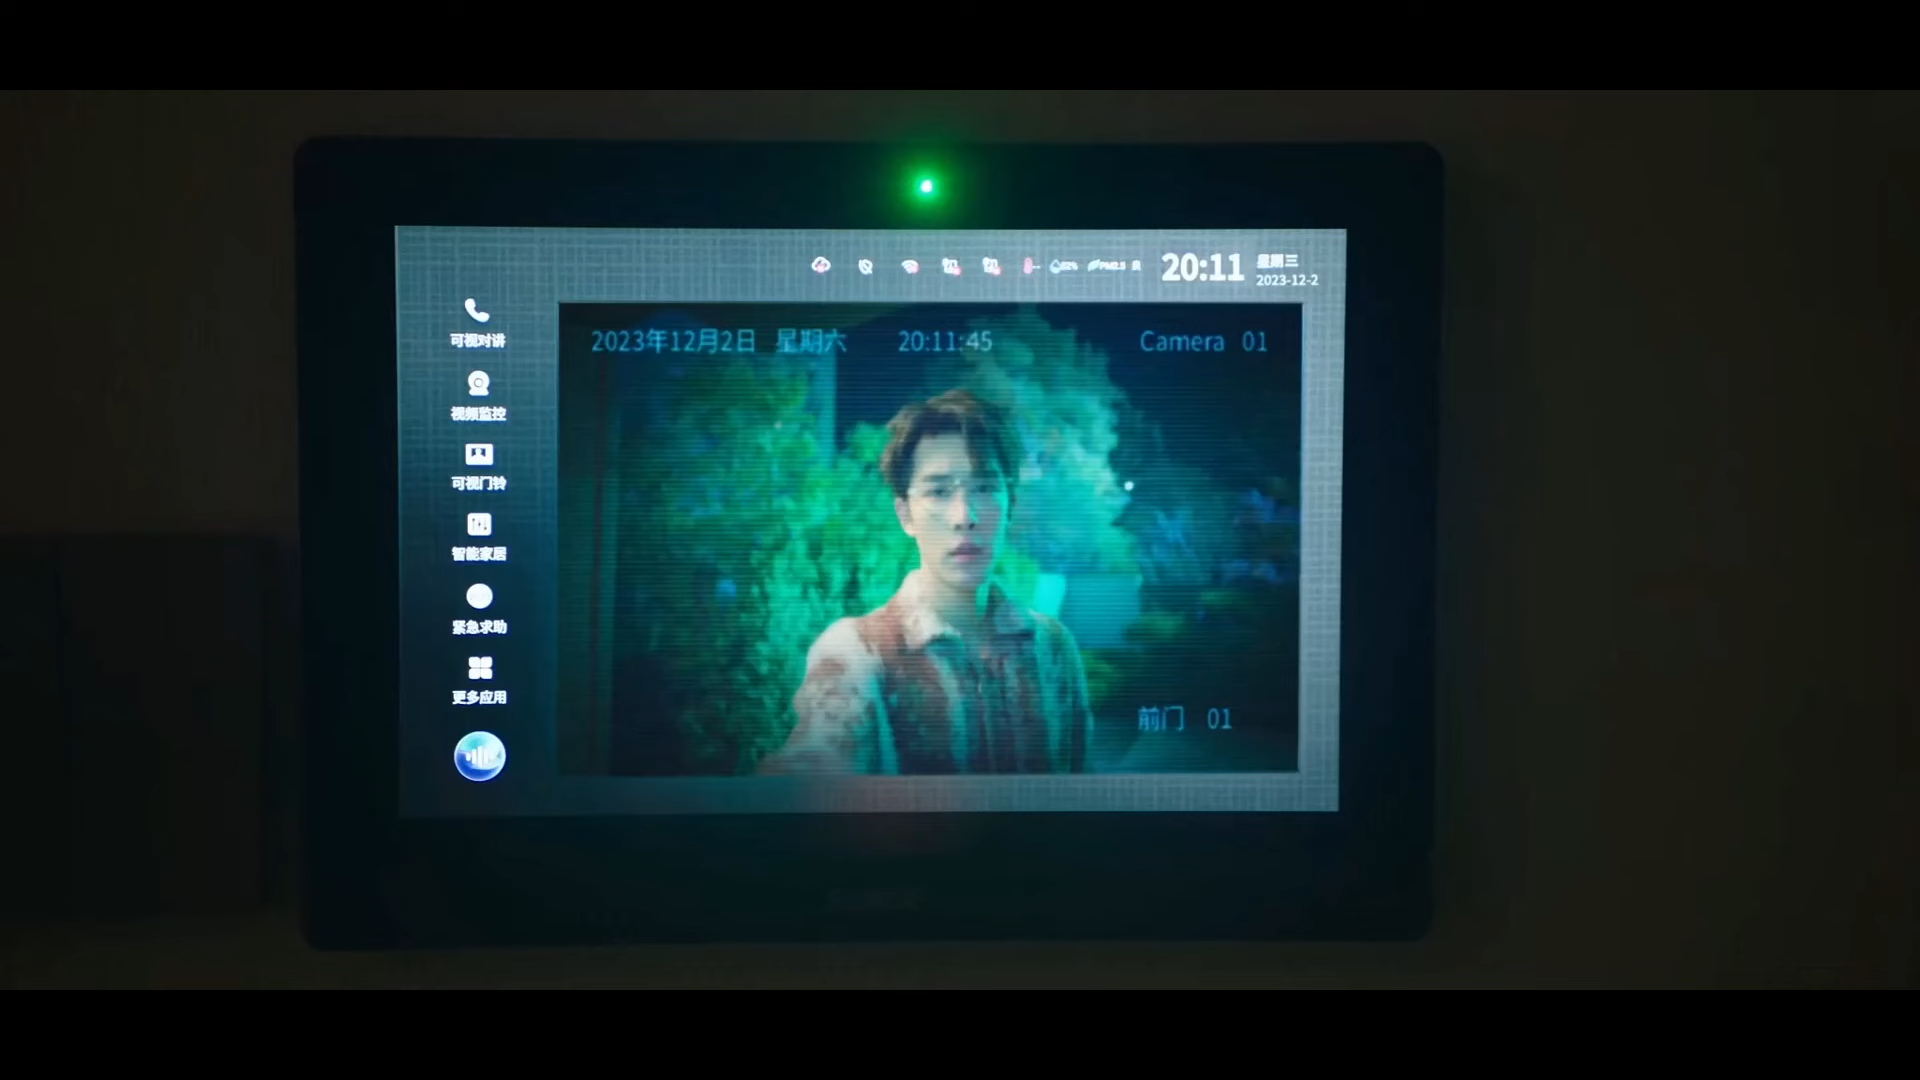 20:11
星期三
2023-12-2
可视对讲
视频监控
可视门铃
智能家居
紧急求助
更多应用
2023年12月2日 星期六 20:11:45 Camera 01
前门 01